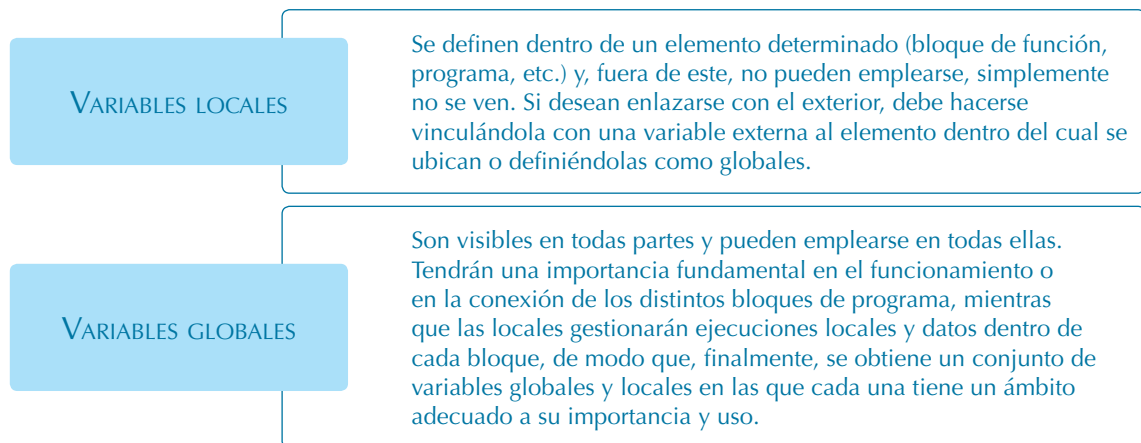 VARIABLES LOCALES
Se definen dentro de un elemento determinado (bloque de función,
programa, etc.) y, fuera de este, no pueden emplearse, simplemente
no se ven. Si desean enlazarse con el exterior, debe hacerse
vinculándola con una variable externa al elemento dentro del cual se
ubican o definiéndolas como globales.
VARIABLES GLOBALES
Son visibles en todas partes y pueden emplearse en todas ellas.
Tendrán una importancia fundamental en el funcionamiento o
en la conexión de los distintos bloques de programa, mientras
que las locales gestionarán ejecuciones locales y datos dentro de
cada bloque, de modo que, finalmente, se obtiene un conjunto de
variables globales y locales en las que cada una tiene un ámbito
adecuado a su importancia y uso.